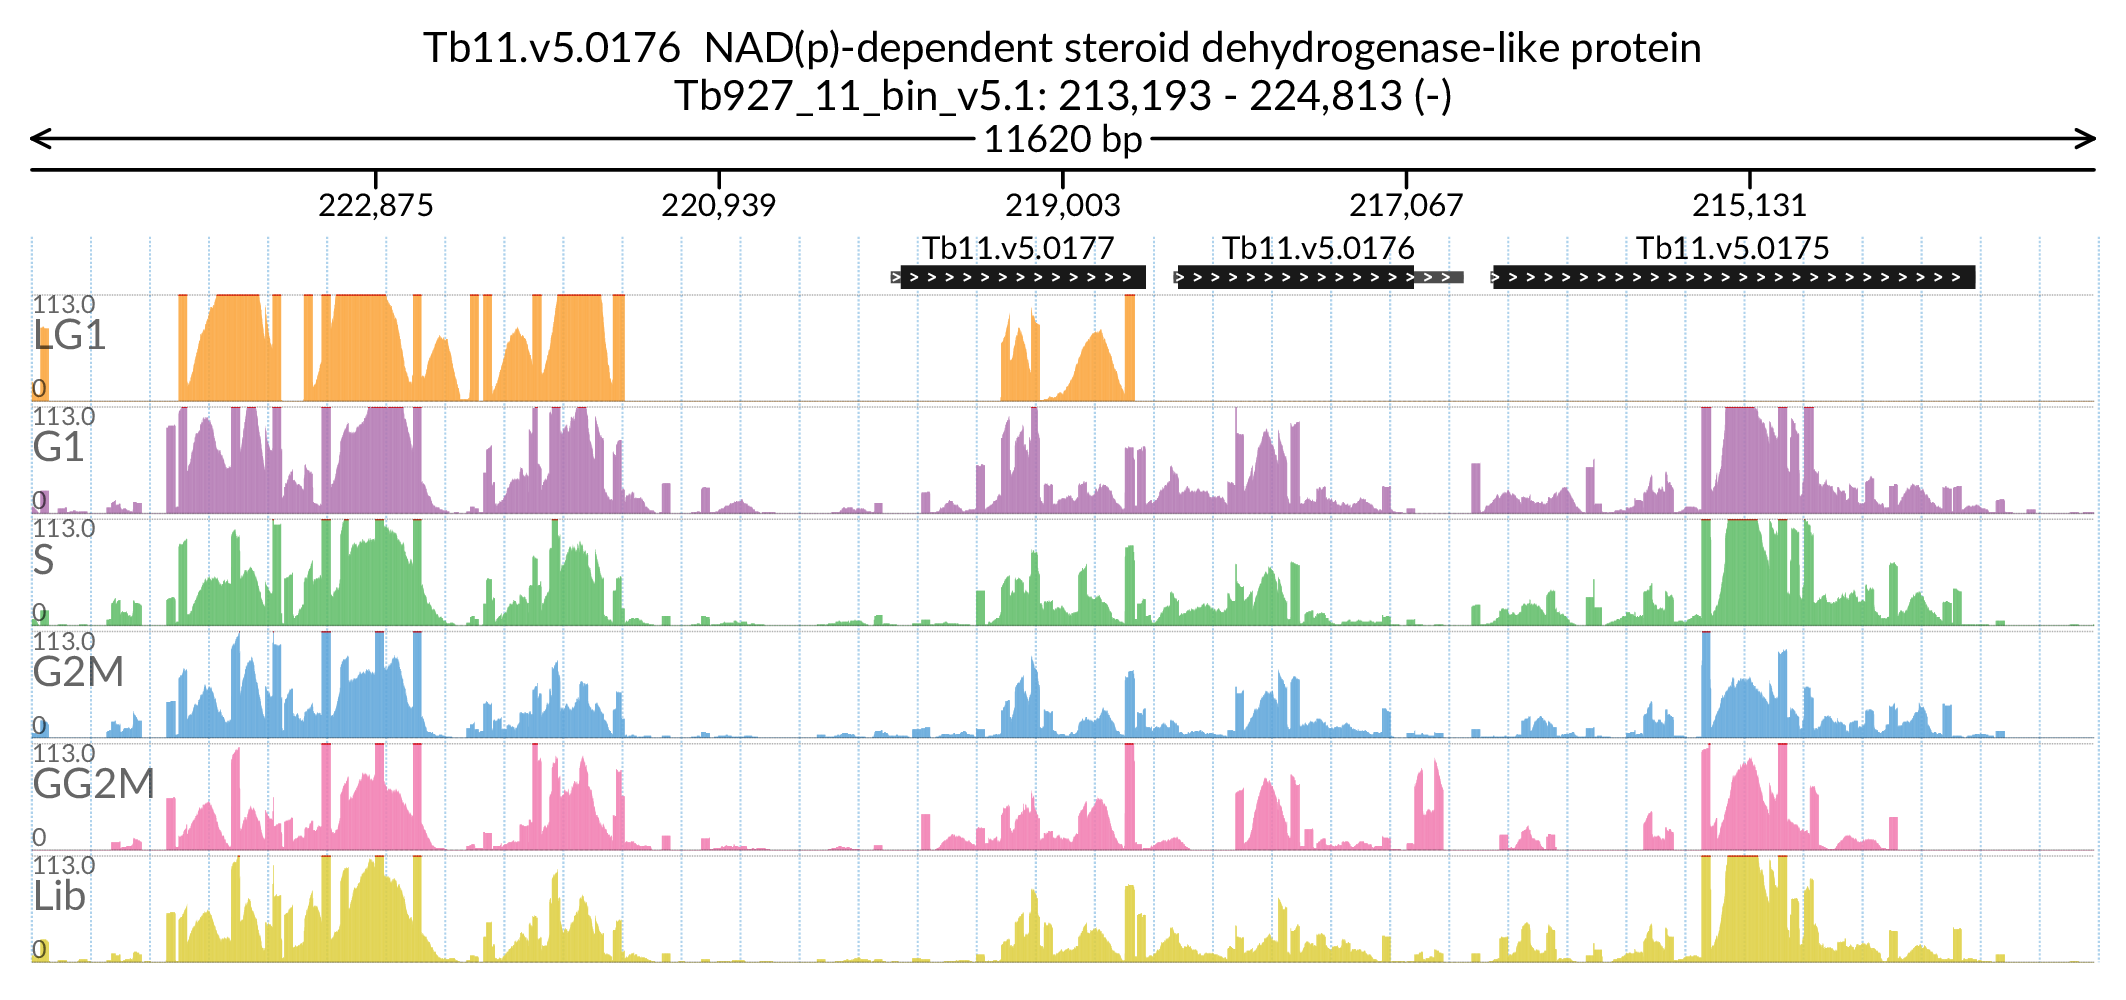 Tb11.v5.0176 NAD(p)-dependent steroid dehydrogenase-like protein
Tb927_11_bin_v5.1: 213,193 - 224,813 (-)
11620 bp
222,875 220,939 219,003 217,067 215,131
Tb11.v5.0177 Tb11.v5.0176 Tb11.v5.0175
113.0
LG1
0
113.0
G1
0
113.0
S
0
113.0
G2M
0
113.0
GG2M
0
113.0
Lib
0